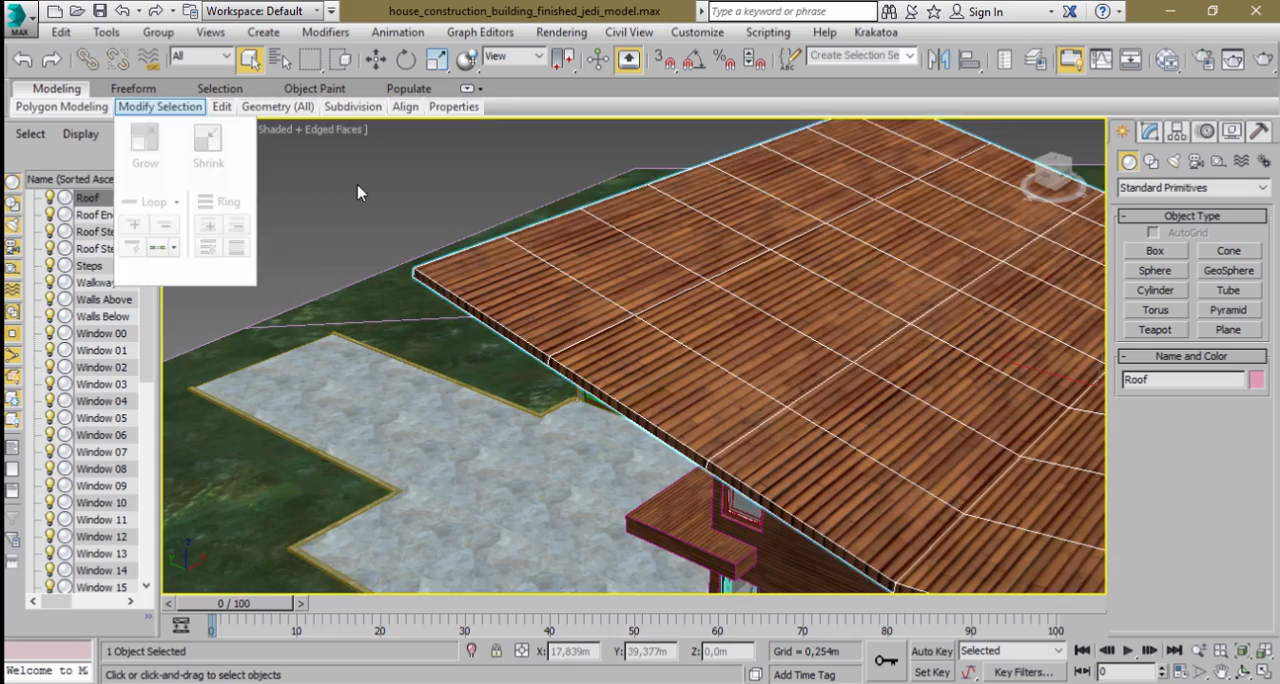 Workspace: Default
house_construction_building_finished_jedi_model.max
Type a keyword or phrase
Sign In
MAX
Edit Tools Group Views Create Modifiers Animation Graph Editors Rendering Civil View Customize Scripting Help Krakatoa
All
View
3
Create Selection Se
Modeling Freeform Selection Object Paint Populate
Polygon Modeling Modify Selection Edit Geometry (All) Subdivision Align Properties
Select Display
Shaded + Edged Faces ]
Grow Shrink
Loop Ring
Name (Sorted Asce
Roof
Roof En
Roof Ste
Roof Ste
Steps
Walkway
Walls Above
Walls Below
Window 00
Window 01
Window 02
Window 03
Window 04
Window 05
Window 06
Window 07
Window 08
Window 09
Window 10
Window 11
Window 12
Window 13
Window 14
Window 15
Standard Primitives
- Object Type
AutoGrid
Box Cone
Sphere GeoSphere
Cylinder Tube
Torus Pyramid
Teapot Plane
- Name and Color
Roof
< 0 / 100 >
0 10 20 30 40 50 60 70 80 90 100
1 Object Selected
X: 17,839m Y: 39,377m Z: 0,0m Grid = 0,254m
Auto Key Selected
Welcome to M
Click or click-and-drag to select objects
Add Time Tag
Set Key Key Filters...
0